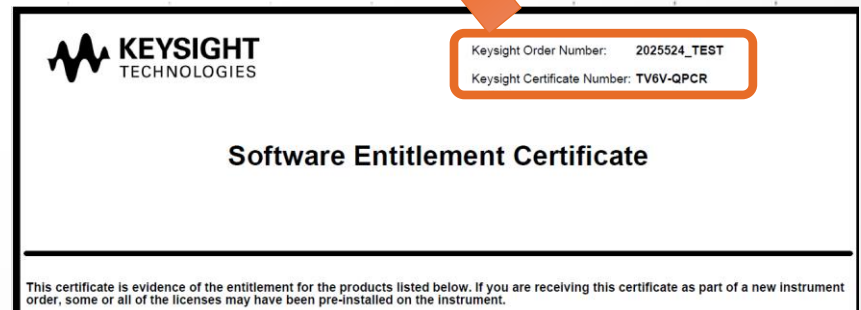 KEYSIGHT
TECHNOLOGIES
Keysight Order Number: 2025524_TEST
Keysight Certificate Number: TV6V-QPCR
Software Entitlement Certificate
This certificate is evidence of the entitlement for the products listed below. If you are receiving this certificate as part of a new instrument
order, some or all of the licenses may have been pre-installed on the instrument.